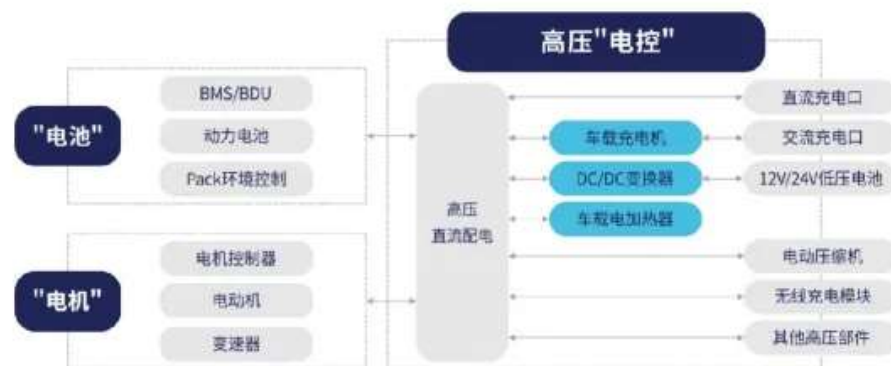 高压"电控"
"电池"
BMS/BDU
动力电池
Pack环境控制
"电机"
电机控制器
电动机
变速器
高压
直流配电
车载充电机
DC/DC变换器
车载电加热器
直流充电口
交流充电口
12V/24V低压电池
电动压缩机
无线充电模块
其他高压部件